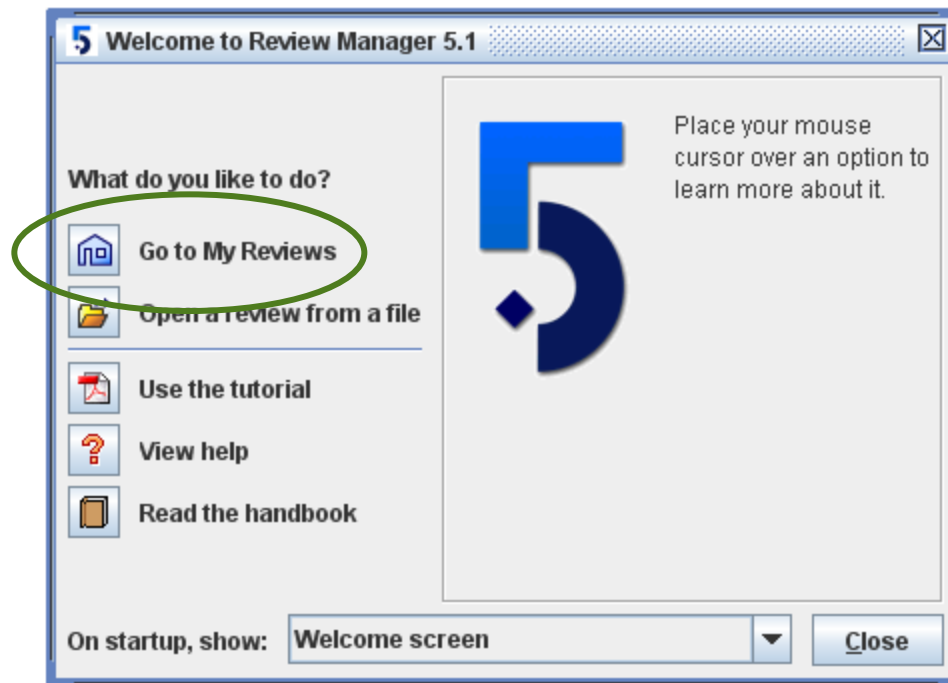 5 Welcome to Review Manager 5.1
Place your mouse
cursor over an option to
learn more about it.
What do you like to do?
Go to My Reviews
Open a review from a file
Use the tutorial
?
View help
Read the handbook
On startup, show: Welcome screen Close